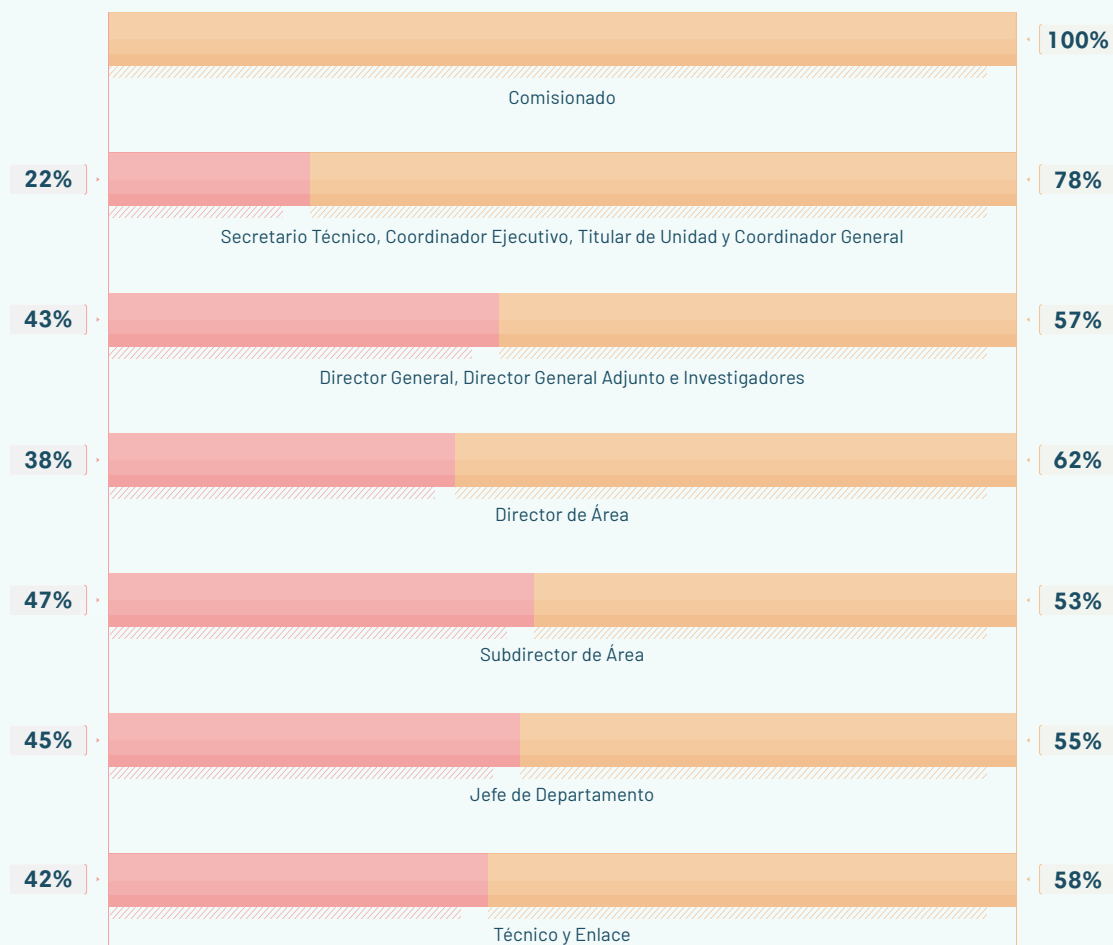 100%
Comisionado
22% 78%
Secretario Técnico, Coordinador Ejecutivo, Titular de Unidad y Coordinador General
43% 57%
Director General, Director General Adjunto e Investigadores
38% 62%
Director de Área
47% 53%
Subdirector de Área
45% 55%
Jefe de Departamento
42% 58%
Técnico y Enlace